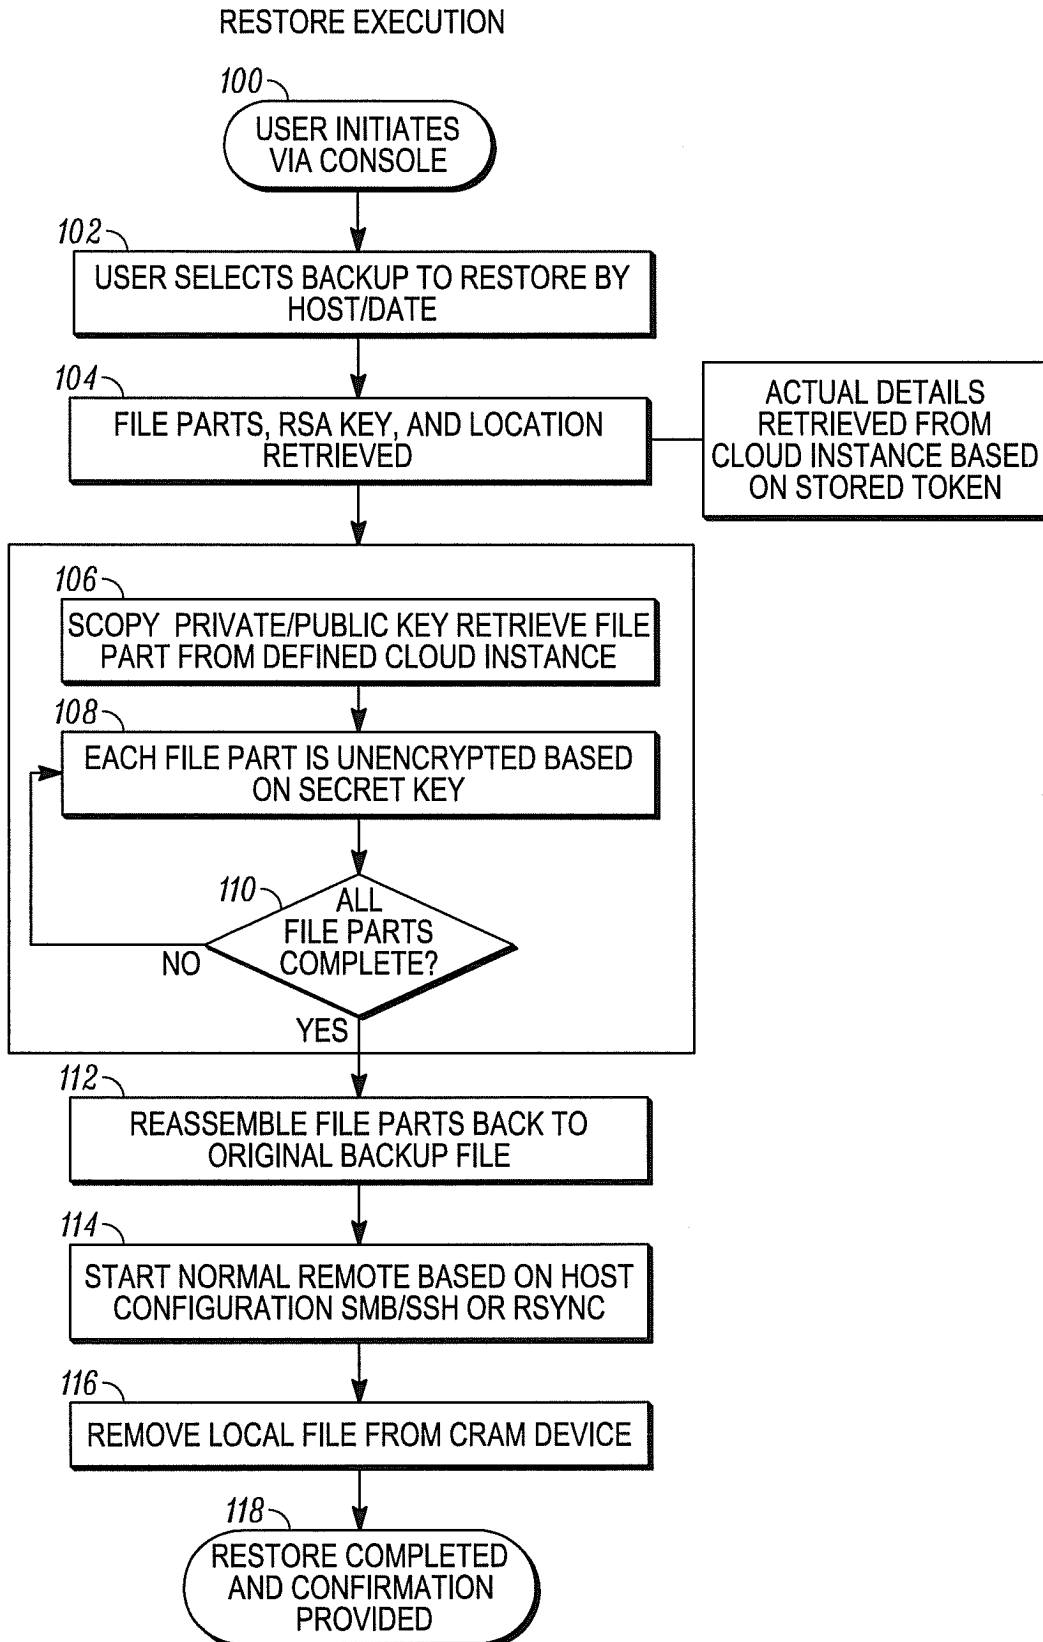 RESTORE EXECUTION
100
USER INITIATES
VIA CONSOLE
102
USER SELECTS BACKUP TO RESTORE BY
HOST/DATE
104
FILE PARTS, RSA KEY, AND LOCATION
RETRIEVED
ACTUAL DETAILS
RETRIEVED FROM
CLOUD INSTANCE BASED
ON STORED TOKEN
106
SCOPY PRIVATE/PUBLIC KEY RETRIEVE FILE
PART FROM DEFINED CLOUD INSTANCE
108
EACH FILE PART IS UNENCRYPTED BASED
ON SECRET KEY
110
ALL
FILE PARTS
COMPLETE?
NO
YES
112
REASSEMBLE FILE PARTS BACK TO
ORIGINAL BACKUP FILE
114
START NORMAL REMOTE BASED ON HOST
CONFIGURATION SMB/SSH OR RSYNC
116
REMOVE LOCAL FILE FROM CRAM DEVICE
118
RESTORE COMPLETED
AND CONFIRMATION
PROVIDED